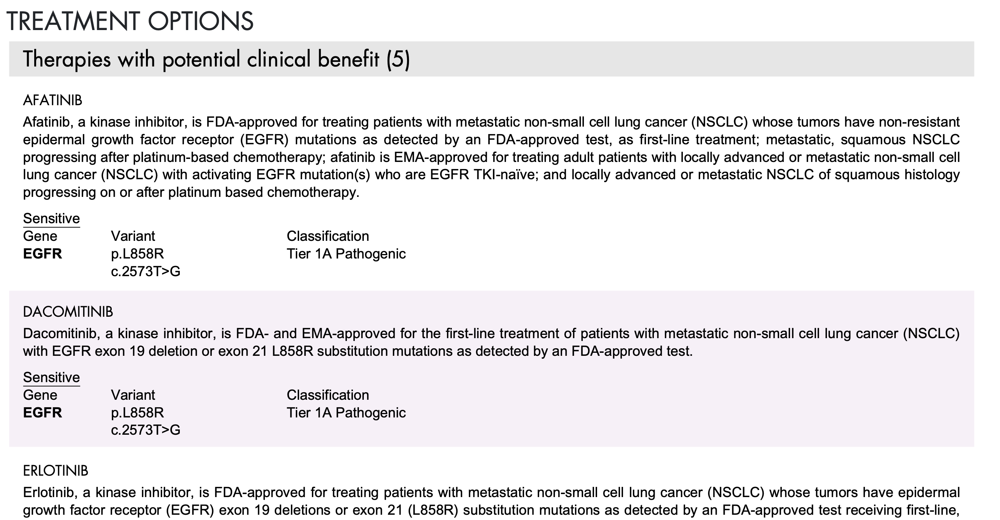 TREATMENT OPTIONS
Therapies with potential clinical benefit (5)
AFATINIB
Afatinib, a kinase inhibitor, is FDA-approved for treating patients with metastatic non-small cell lung cancer (NSCLC) whose tumors have non-resistant
epidermal growth factor receptor (EGFR) mutations as detected by an FDA-approved test, as first-line treatment; metastatic, squamous NSCLC
progressing after platinum-based chemotherapy; afatinib is EMA-approved for treating adult patients with locally advanced or metastatic non-small cell
lung cancer (NSCLC) with activating EGFR mutation(s) who are EGFR TKI-naïve; and locally advanced or metastatic NSCLC of squamous histology
progressing on or after platinum based chemotherapy.
Sensitive
Gene Variant Classification
EGFR p.L858R Tier 1A Pathogenic
c.2573T>G
DACOMITINIB
Dacomitinib, a kinase inhibitor, is FDA- and EMA-approved for the first-line treatment of patients with metastatic non-small cell lung cancer (NSCLC)
with EGFR exon 19 deletion or exon 21 L858R substitution mutations as detected by an FDA-approved test.
Sensitive
Gene Variant Classification
EGFR p.L858R Tier 1A Pathogenic
c.2573T>G
ERLOTINIB
Erlotinib, a kinase inhibitor, is FDA-approved for treating patients with metastatic non-small cell lung cancer (NSCLC) whose tumors have epidermal
growth factor receptor (EGFR) exon 19 deletions or exon 21 (L858R) substitution mutations as detected by an FDA-approved test receiving first-line,